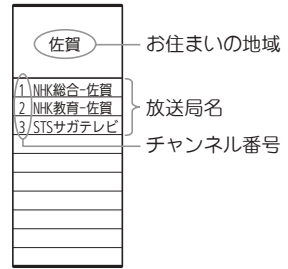 佐賀
お住まいの地域
1 NHK総合-佐賀
2 NHK教育-佐賀
3 STSサガテレビ
放送局名
チャンネル番号